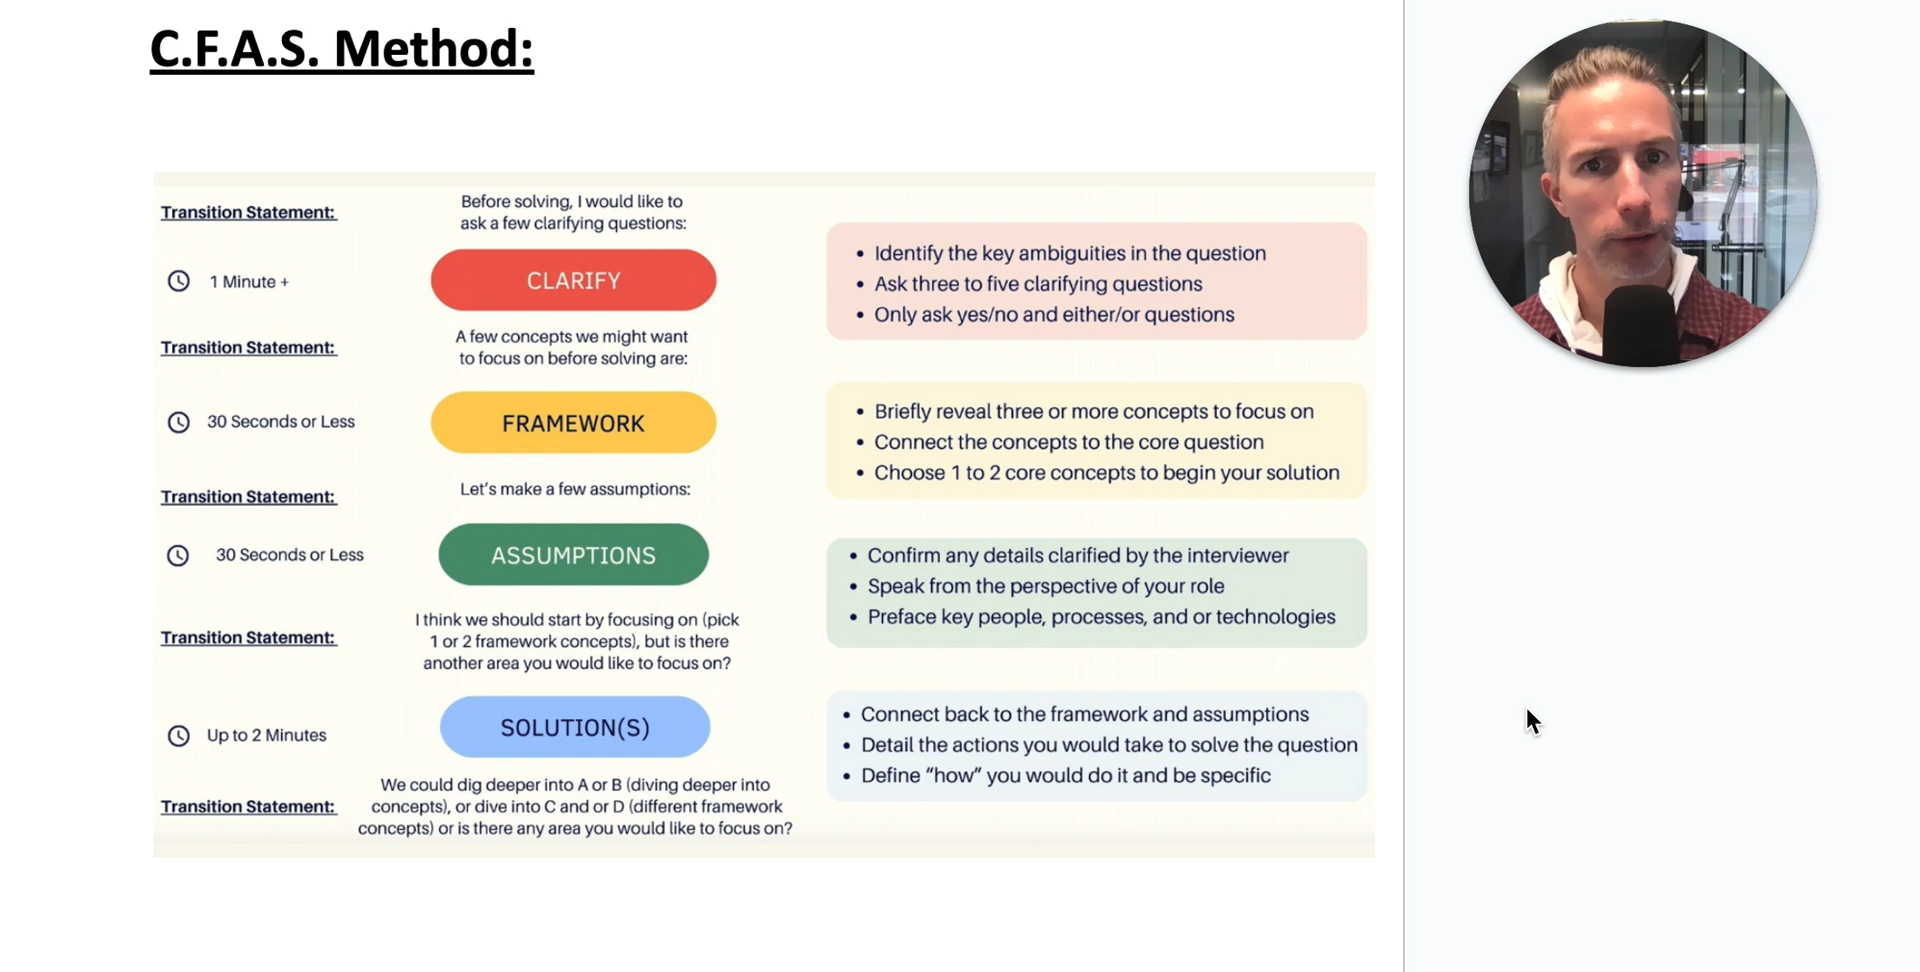 C.F.A.S. Method:
Transition Statement:
Before solving, I would like to
ask a few clarifying questions:
1 Minute +
CLARIFY
• Identify the key ambiguities in the question
• Ask three to five clarifying questions
• Only ask yes/no and either/or questions
Transition Statement:
A few concepts we might want
to focus on before solving are:
30 Seconds or Less
FRAMEWORK
• Briefly reveal three or more concepts to focus on
• Connect the concepts to the core question
• Choose 1 to 2 core concepts to begin your solution
Transition Statement:
Let's make a few assumptions:
30 Seconds or Less
ASSUMPTIONS
• Confirm any details clarified by the interviewer
• Speak from the perspective of your role
• Preface key people, processes, and or technologies
Transition Statement:
I think we should start by focusing on (pick
1 or 2 framework concepts), but is there
another area you would like to focus on?
Up to 2 Minutes
SOLUTION(S)
• Connect back to the framework and assumptions
• Detail the actions you would take to solve the question
• Define “how” you would do it and be specific
Transition Statement:
We could dig deeper into A or B (diving deeper into
concepts), or dive into C and or D (different framework
concepts) or is there any area you would like to focus on?